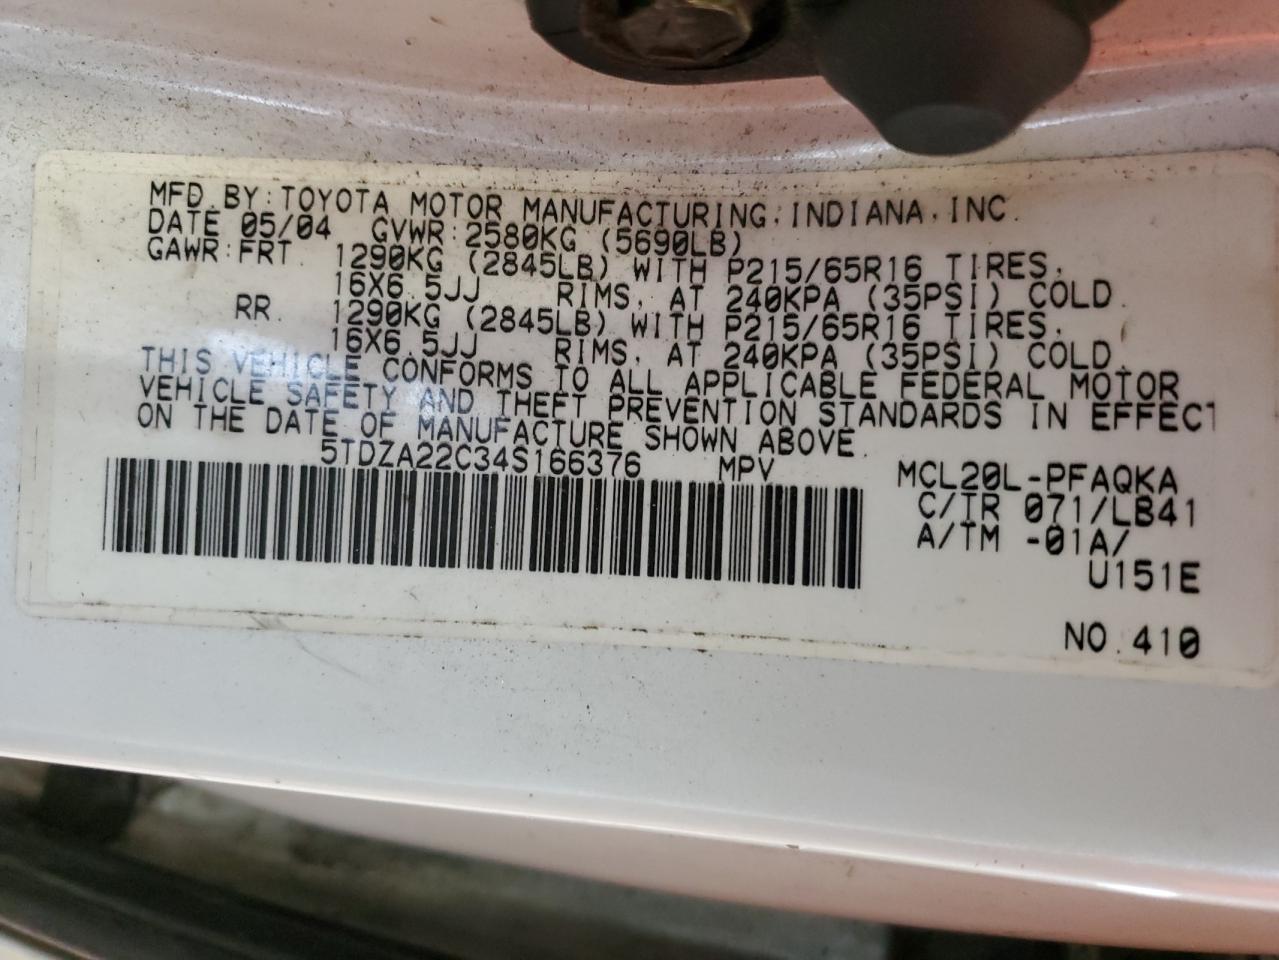 MFD.BY:TOYOTA MOTOR MANUFACTURING,INDIANA,INC.
DATE 05/04 GVWR:2580KG (5690LB)
GAWR:FRT. 1290KG (2845LB) WITH P215/65R16 TIRES,
16X6.5JJ RIMS, AT 240KPA (35PSI) COLD.
RR. 1290KG (2845LB) WITH P215/65R16 TIRES,
16X6.5JJ RIMS, AT 240KPA (35PSI) COLD.
THIS VEHICLE CONFORMS TO ALL APPLICABLE FEDERAL MOTOR
VEHICLE SAFETY AND THEFT PREVENTION STANDARDS IN EFFECT
ON THE DATE OF MANUFACTURE SHOWN ABOVE.
5TDZA22C34S166376 MPV
MCL20L-PFAQKA
C/TR 071/LB41
A/TM -01A/
U151E
NO.410